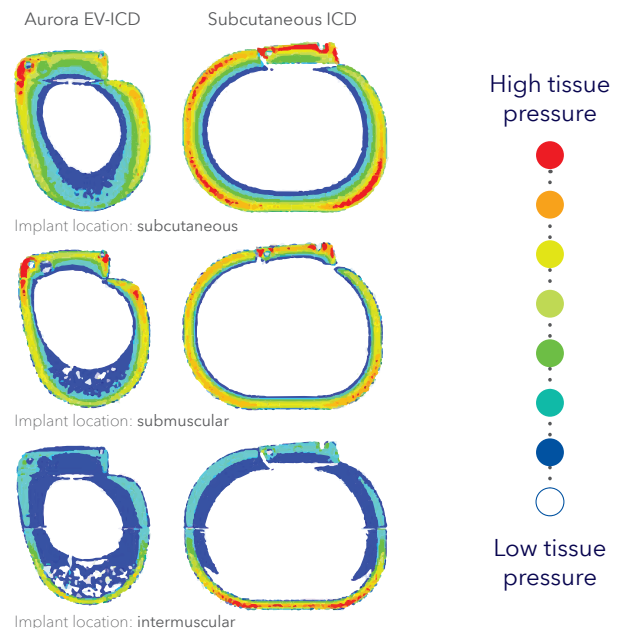 Aurora EV-ICD
Subcutaneous ICD
Implant location: subcutaneous
Implant location: submuscular
Implant location: intermuscular
High tissue
pressure
Low tissue
pressure